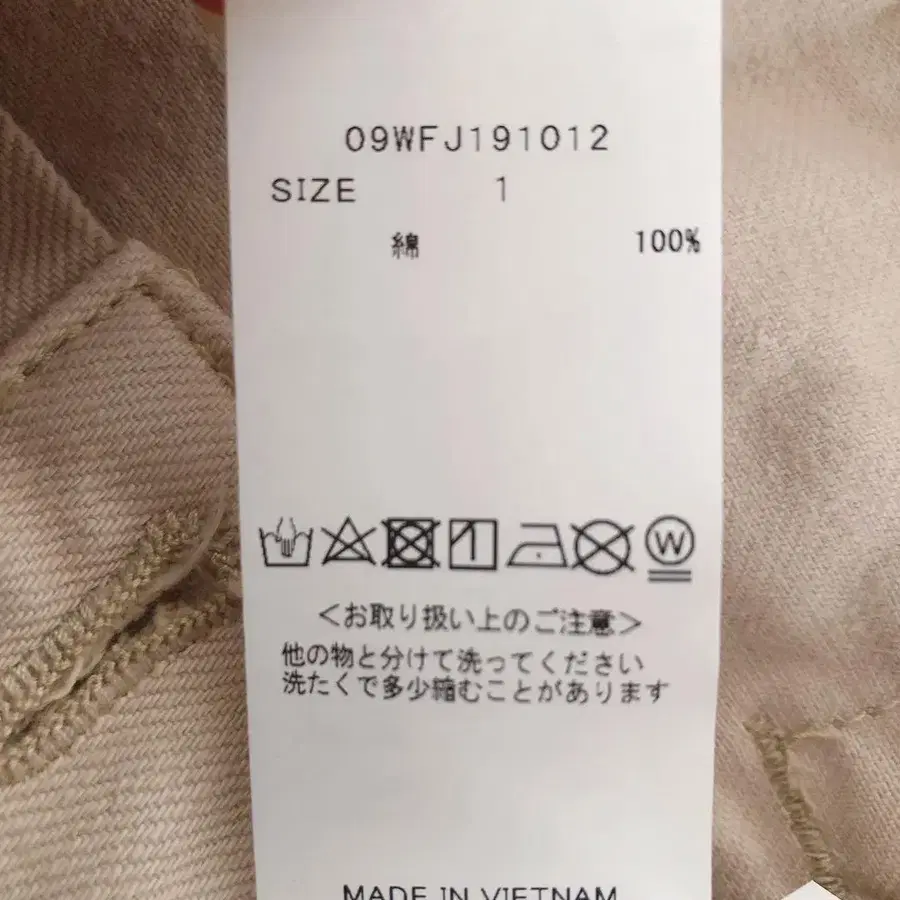 09WFJ191012
SIZE 1
綿 100%
W
＜お取り扱い上のご注意＞
他の物と分けて洗ってください
洗たくで多少縮むことがあります
MADE IN VIETNAM